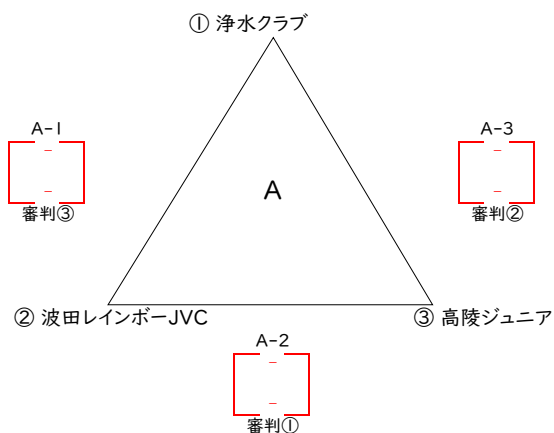 ① 浄水クラブ
A-1
審判③
A
A-3
審判②
② 波田レインボーJVC
③ 高陵ジュニア
A-2
審判①